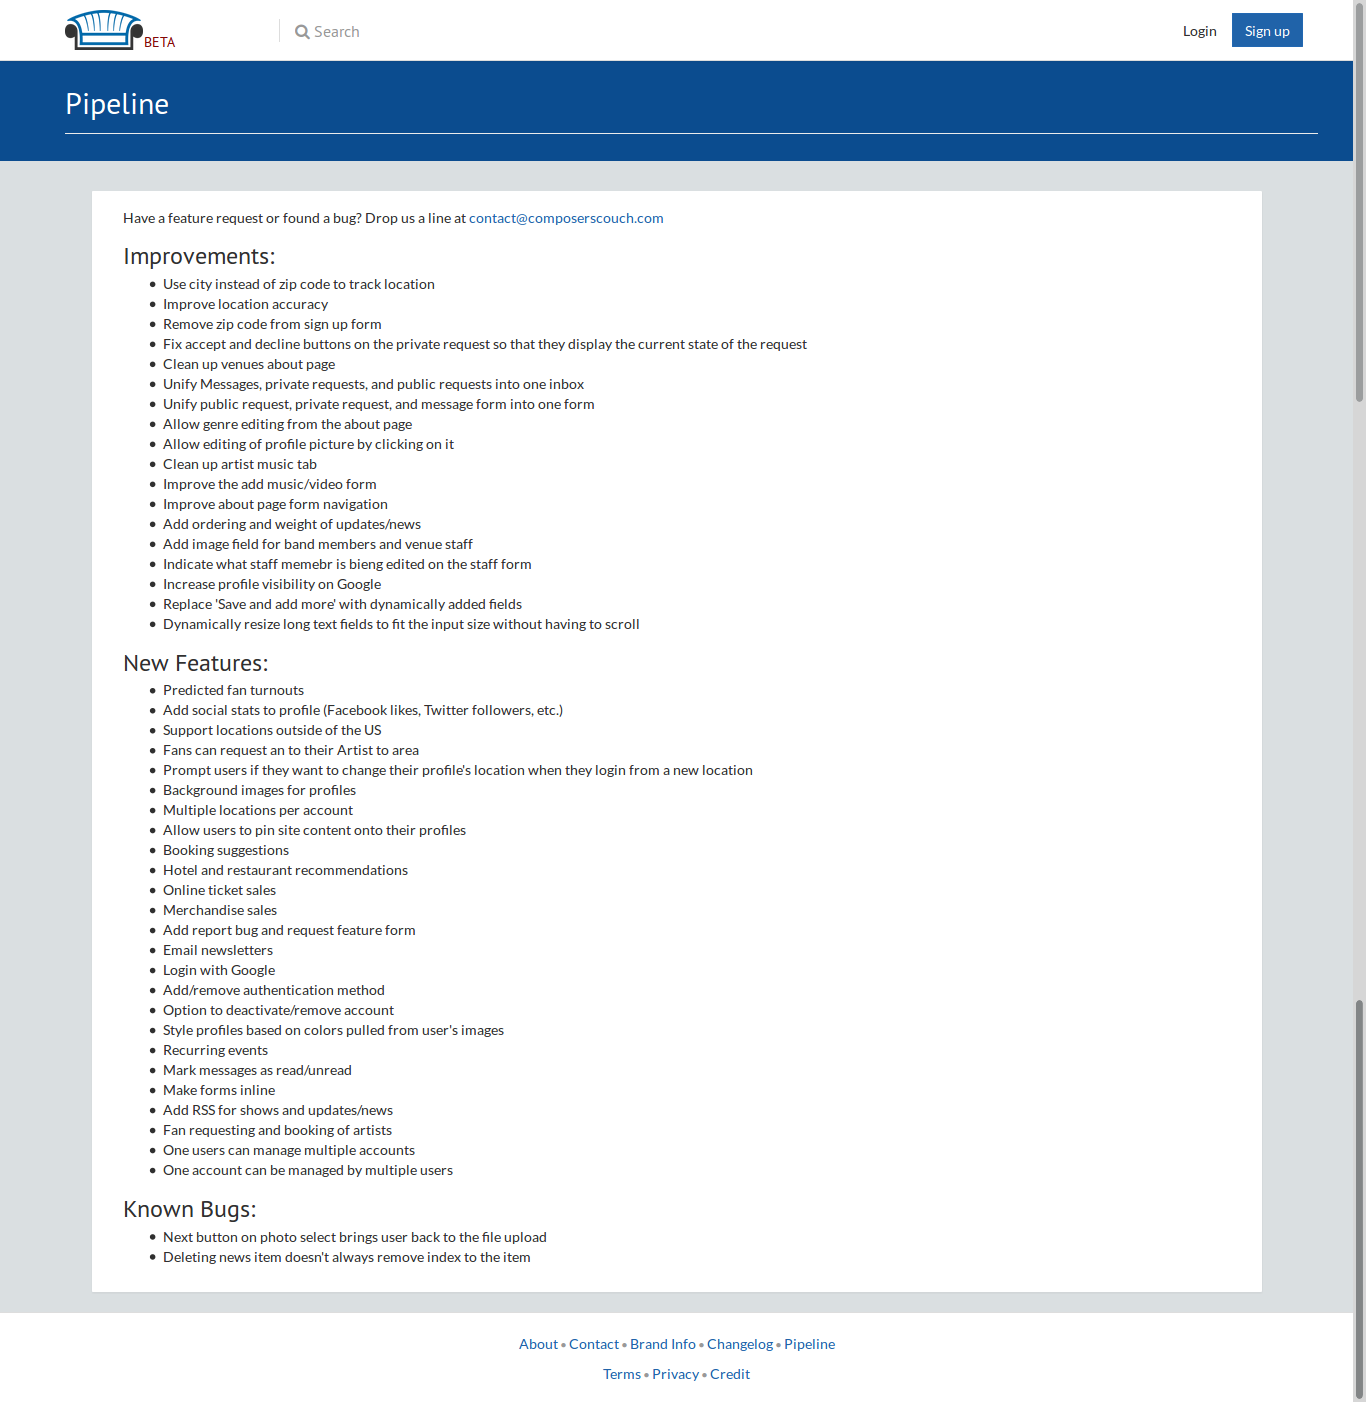 BETA
Search
Login
Sign up
Pipeline
Have a feature request or found a bug? Drop us a line at contact@composerscouch.com
Improvements:
Use city instead of zip code to track location
Improve location accuracy
Remove zip code from sign up form
Fix accept and decline buttons on the private request so that they display the current state of the request
Clean up venues about page
Unify Messages, private requests, and public requests into one inbox
Unify public request, private request, and message form into one form
Allow genre editing from the about page
Allow editing of profile picture by clicking on it
Clean up artist music tab
Improve the add music/video form
Improve about page form navigation
Add ordering and weight of updates/news
Add image field for band members and venue staff
Indicate what staff memebr is bieng edited on the staff form
Increase profile visibility on Google
Replace 'Save and add more' with dynamically added fields
Dynamically resize long text fields to fit the input size without having to scroll
New Features:
Predicted fan turnouts
Add social stats to profile (Facebook likes, Twitter followers, etc.)
Support locations outside of the US
Fans can request an to their Artist to area
Prompt users if they want to change their profile's location when they login from a new location
Background images for profiles
Multiple locations per account
Allow users to pin site content onto their profiles
Booking suggestions
Hotel and restaurant recommendations
Online ticket sales
Merchandise sales
Add report bug and request feature form
Email newsletters
Login with Google
Add/remove authentication method
Option to deactivate/remove account
Style profiles based on colors pulled from user's images
Recurring events
Mark messages as read/unread
Make forms inline
Add RSS for shows and updates/news
Fan requesting and booking of artists
One users can manage multiple accounts
One account can be managed by multiple users
Known Bugs:
Next button on photo select brings user back to the file upload
Deleting news item doesn't always remove index to the item
About • Contact • Brand Info • Changelog • Pipeline
Terms • Privacy • Credit